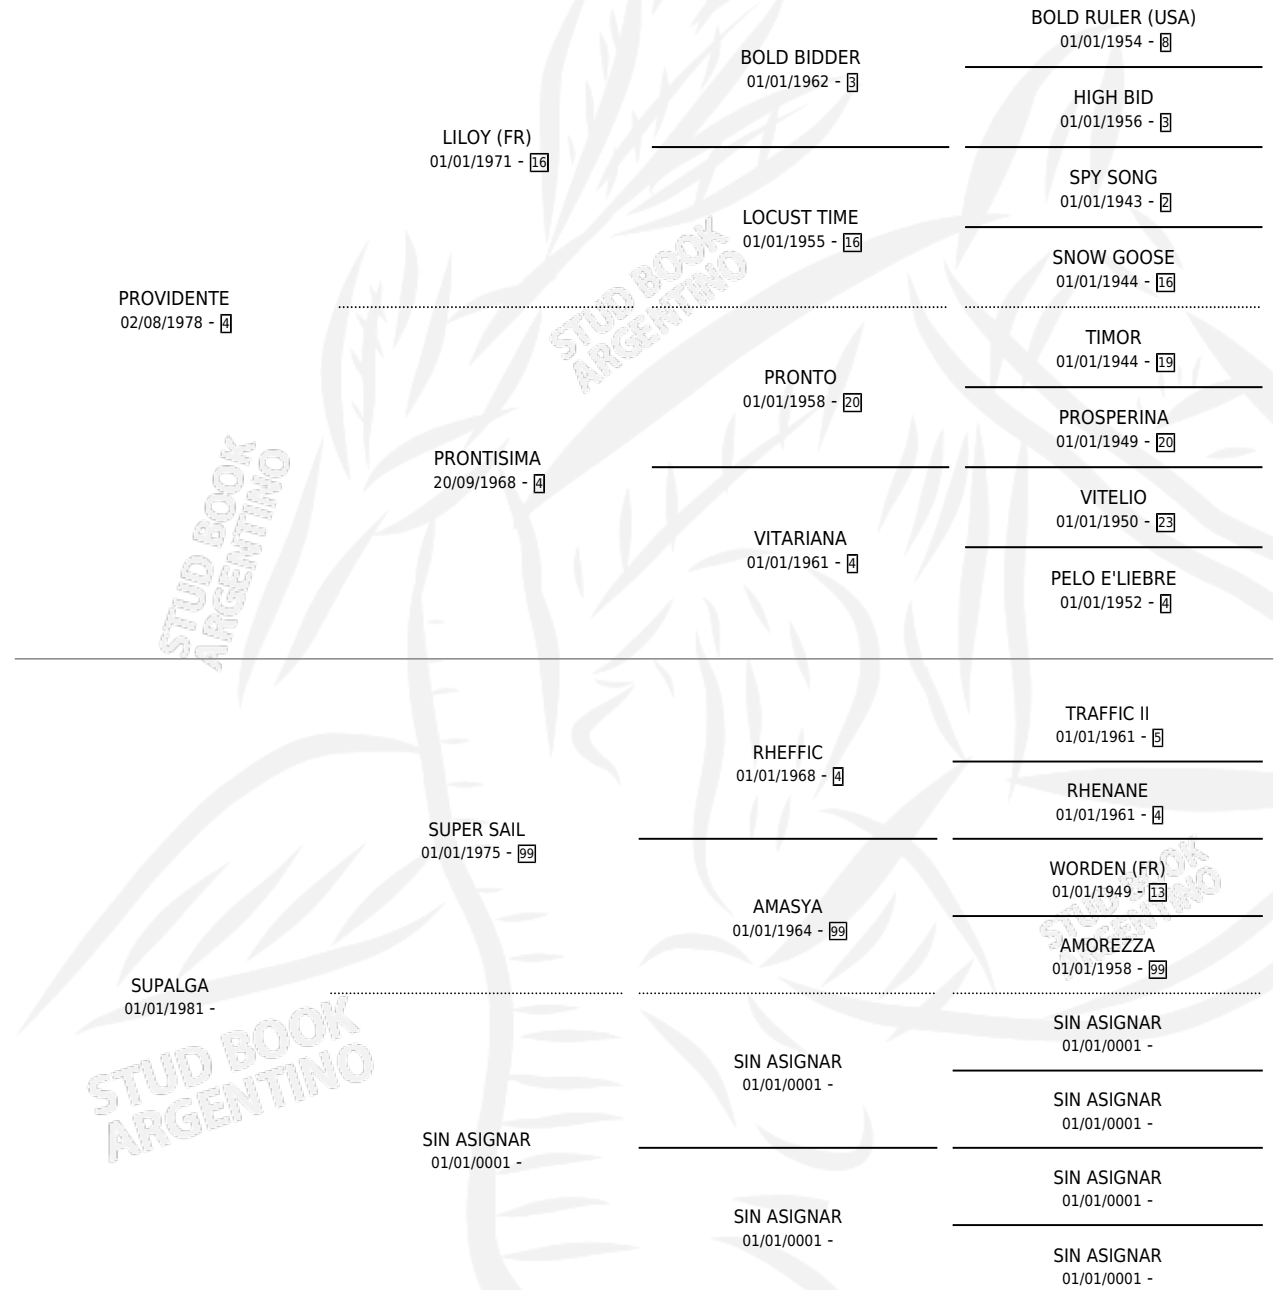 BOLD RULER (USA)
01/01/1954 - 8
BOLD BIDDER
01/01/1962 - 3
HIGH BID
01/01/1956 - 3
LILOY (FR)
01/01/1971 - 16
SPY SONG
01/01/1943 - 2
LOCUST TIME
01/01/1955 - 16
SNOW GOOSE
01/01/1944 - 16
PROVIDENTE
02/08/1978 - 4
TIMOR
01/01/1944 - 19
PRONTO
01/01/1958 - 20
PROSPERINA
01/01/1949 - 20
PRONTISIMA
20/09/1968 - 4
VITELIO
01/01/1950 - 23
VITARIANA
01/01/1961 - 4
PELO E'LIEBRE
01/01/1952 - 4
STUD BOOK
ARGENTINO
STUD BOOK
ARGENTINO
TRAFFIC II
01/01/1961 - 5
RHEFFIC
01/01/1968 - 4
RHENANE
01/01/1961 - 4
SUPER SAIL
01/01/1975 - 99
WORDEN (FR)
01/01/1949 - 13
AMASYA
01/01/1964 - 99
AMOREZZA
01/01/1958 - 99
STUD BOOK
ARGENTINO
SUPALGA
01/01/1981 -
SIN ASIGNAR
01/01/0001 -
SIN ASIGNAR
01/01/0001 -
SIN ASIGNAR
01/01/0001 -
SIN ASIGNAR
01/01/0001 -
SIN ASIGNAR
01/01/0001 -
SIN ASIGNAR
01/01/0001 -
SIN ASIGNAR
01/01/0001 -
STUD BOOK
ARGENTINO